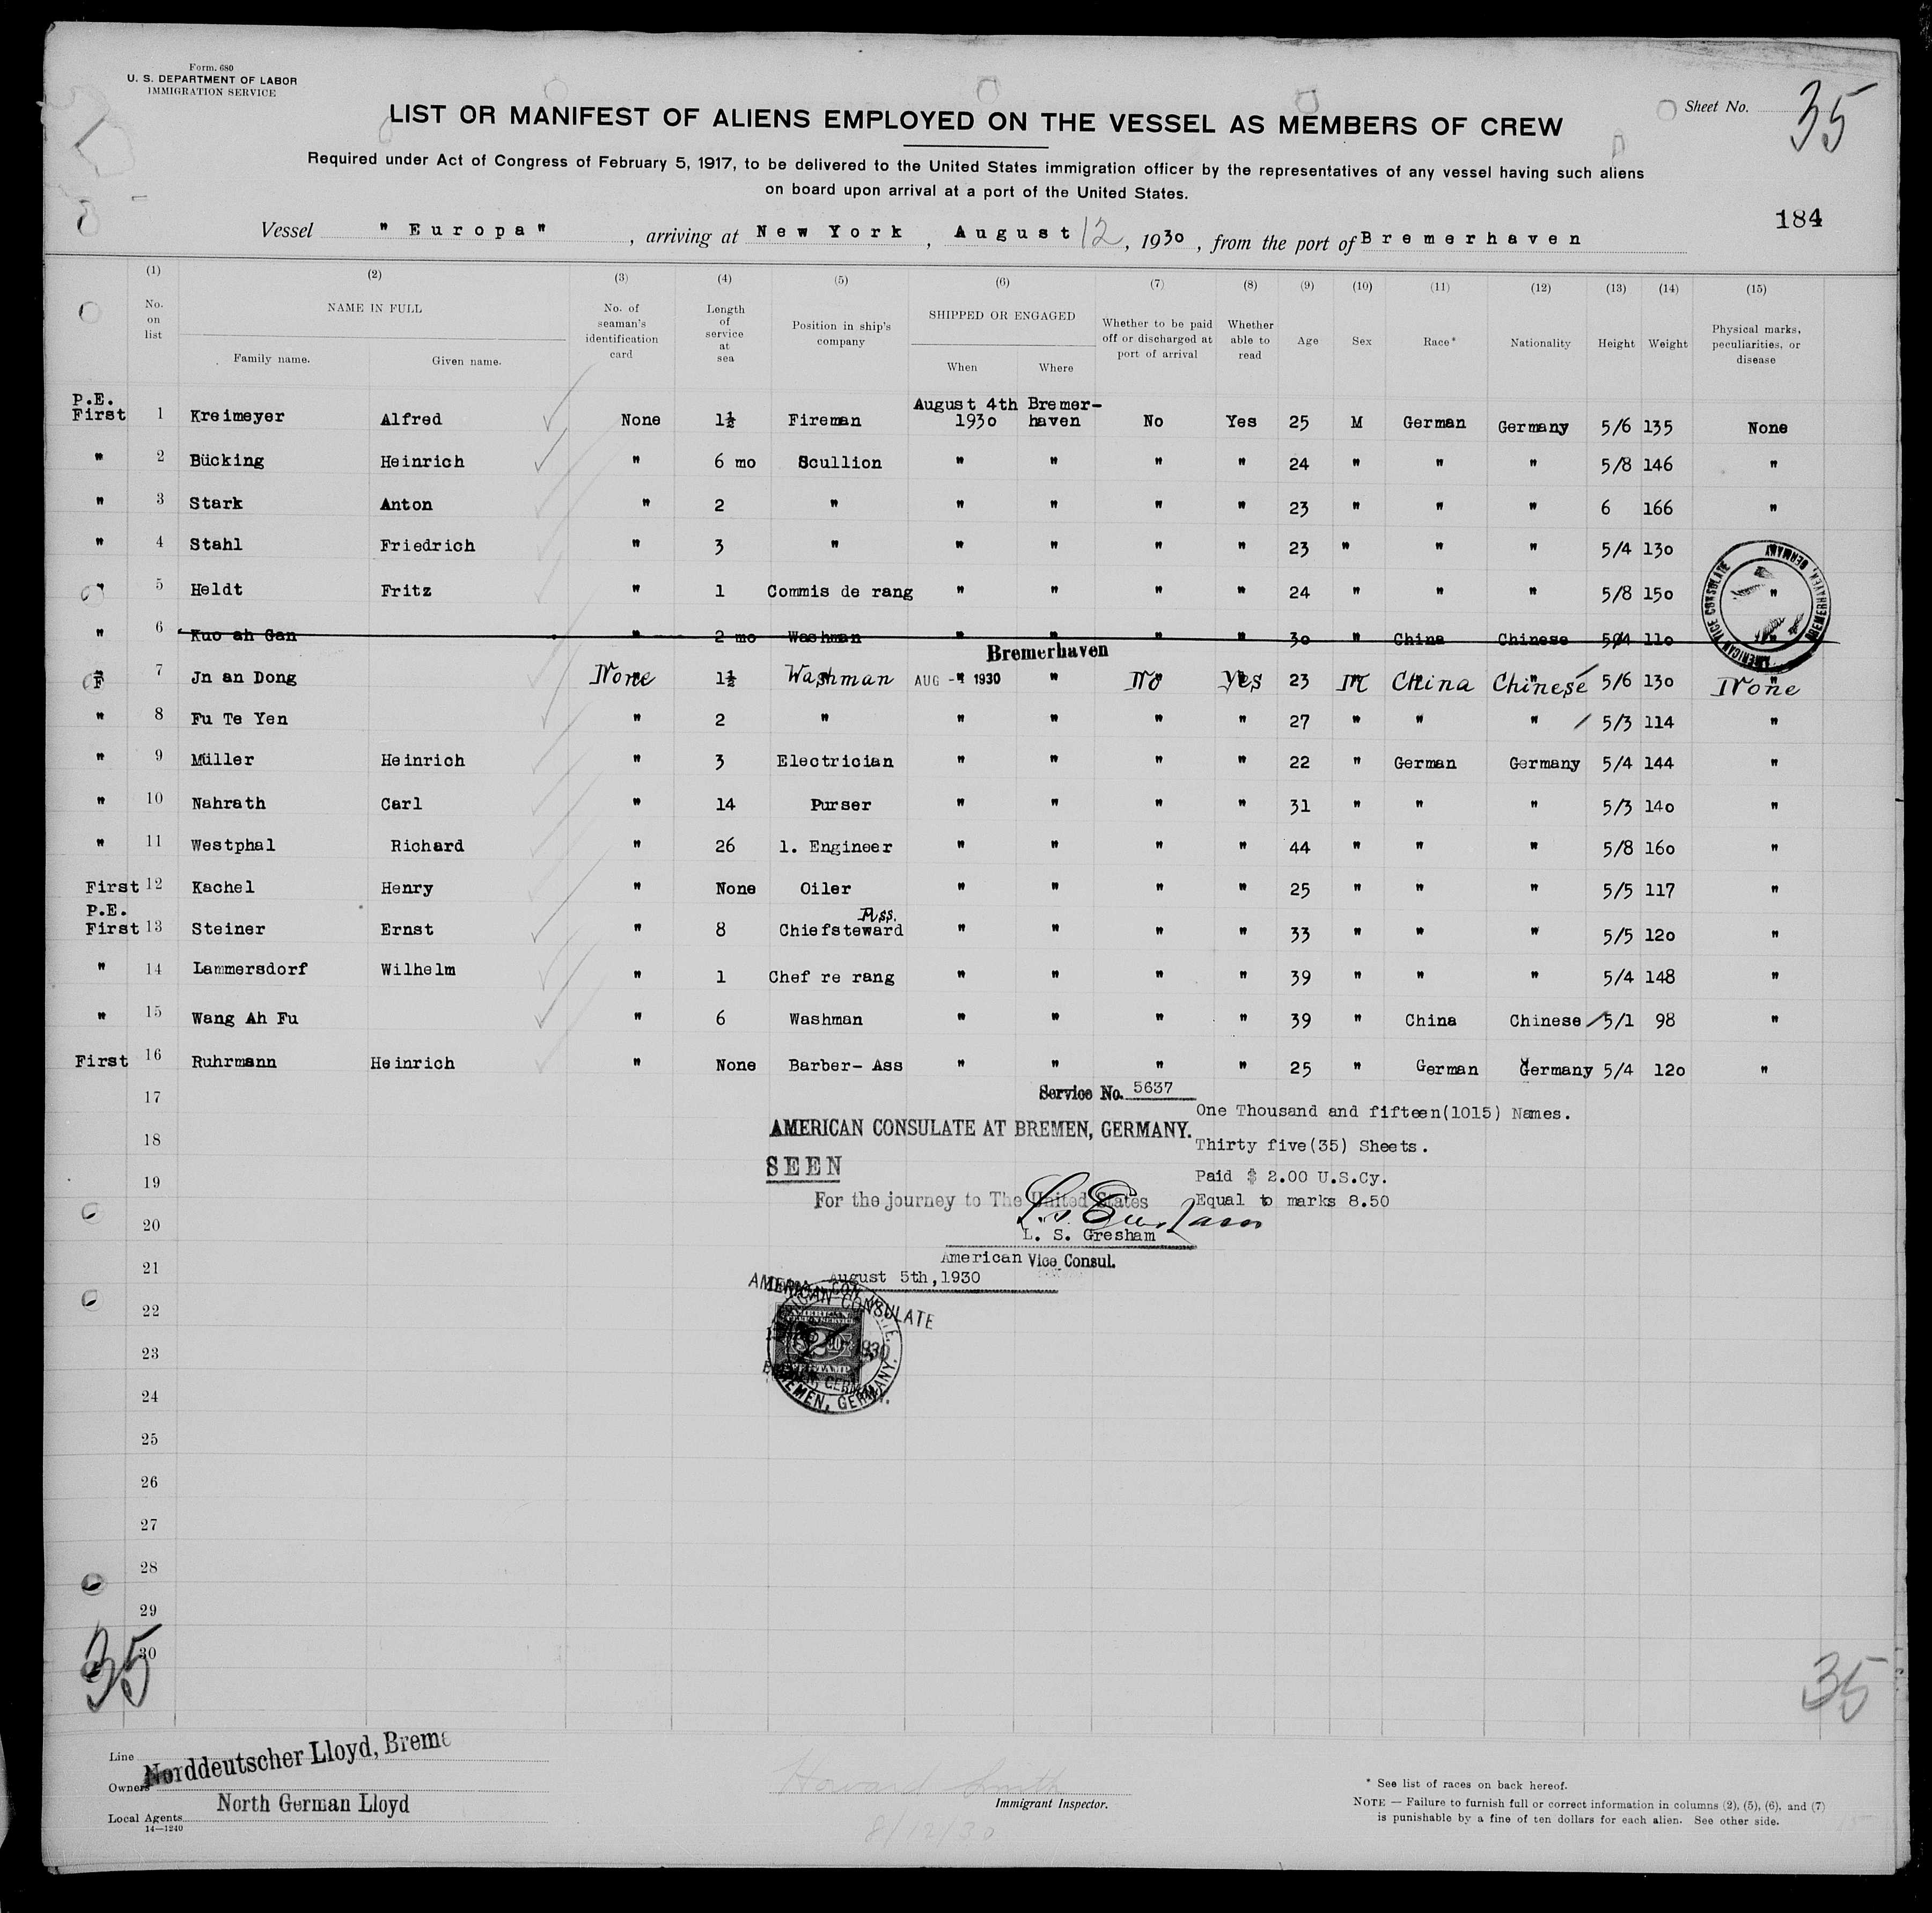 Form. 680
U. S. DEPARTMENT OF LABOR
IMMIGRATION SERVICE
Sheet No. 35
LIST OR MANIFEST OF ALIENS EMPLOYED ON THE VESSEL AS MEMBERS OF CREW
Required under Act of Congress of February 5, 1917, to be delivered to the United States immigration officer by the representatives of any vessel having such aliens
on board upon arrival at a port of the United States.
184
Vessel "Europa", arriving at New York, August 12, 1930, from the port of Bremerhaven
(1) (2) (3) (4) (5) (6) (7) (8) (9) (10) (11) (12) (13) (14) (15)
No. on list
NAME IN FULL
Family name. Given name.
No. of seaman's identification card
Length of service at sea
Position in ship's company
SHIPPED OR ENGAGED
When Where
Whether to be paid off or discharged at port of arrival
Whether able to read
Age Sex Race* Nationality Height Weight
Physical marks, peculiarities, or disease
P.E. First 1 Kreimeyer Alfred None 1½ Fireman August 4th 1930 Bremer-haven No Yes 25 M German Germany 5/6 135 None
" 2 Bücking Heinrich " 6 mo Scullion " " " " 24 " " " 5/8 146 "
" 3 Stark Anton " 2 " " " " " 23 " " " 6 166 "
" 4 Stahl Friedrich " 3 " " " " " 23 " " " 5/4 130 "
" 5 Heldt Fritz " 1 Commis de rang " " " " 24 " " " 5/8 150 "
" 6 Kuo ah Gan " 2 mo Washman " " " " 30 " China Chinese 5/4 110 "
Bremerhaven
F 7 Jn an Dong None 1½ Washman AUG -4 1930 " No Yes 23 M China Chinese 5/6 130 None
" 8 Fu Te Yen " 2 " " " " " 27 " " " 5/3 114 "
" 9 Müller Heinrich " 3 Electrician " " " " 22 " German Germany 5/4 144 "
" 10 Nahrath Carl " 14 Purser " " " " 31 " " " 5/3 140 "
" 11 Westphal Richard " 26 1. Engineer " " " " 44 " " " 5/8 160 "
First 12 Kachel Henry " None Oiler " " " " 25 " " " 5/5 117 "
P.E. First 13 Steiner Ernst " 8 Ass. Chiefsteward " " " " 33 " " " 5/5 120 "
" 14 Lammersdorf Wilhelm " 1 Chef re rang " " " " 39 " " " 5/4 148 "
" 15 Wang Ah Fu " 6 Washman " " " " 39 " China Chinese 5/1 98 "
First 16 Ruhrmann Heinrich " None Barber- Ass " " " " 25 " German Germany 5/4 120 "
AMERICAN VICE CONSULATE BREMERHAVEN, GERMANY
17
Service No. 5637
One Thousand and fifteen(1015) Names.
18
AMERICAN CONSULATE AT BREMEN, GERMANY.
Thirty five(35) Sheets.
SEEN
Paid $ 2.00 U.S.Cy.
19
For the journey to The United States
Equal to marks 8.50
20
L. S. Gresham
American Vice Consul.
21
August 5th, 1930
AMERICAN CONSULATE
22
1930
23
BREMEN, GERMANY.
24
25
26
27
28
29
30
35
35
Line
Norddeutscher Lloyd, Breme
Owners
North German Lloyd
Local Agents
14—1240
Howard Smith
Immigrant Inspector.
8/12/30
* See list of races on back hereof.
NOTE — Failure to furnish full or correct information in columns (2), (5), (6), and (7)
is punishable by a fine of ten dollars for each alien. See other side.